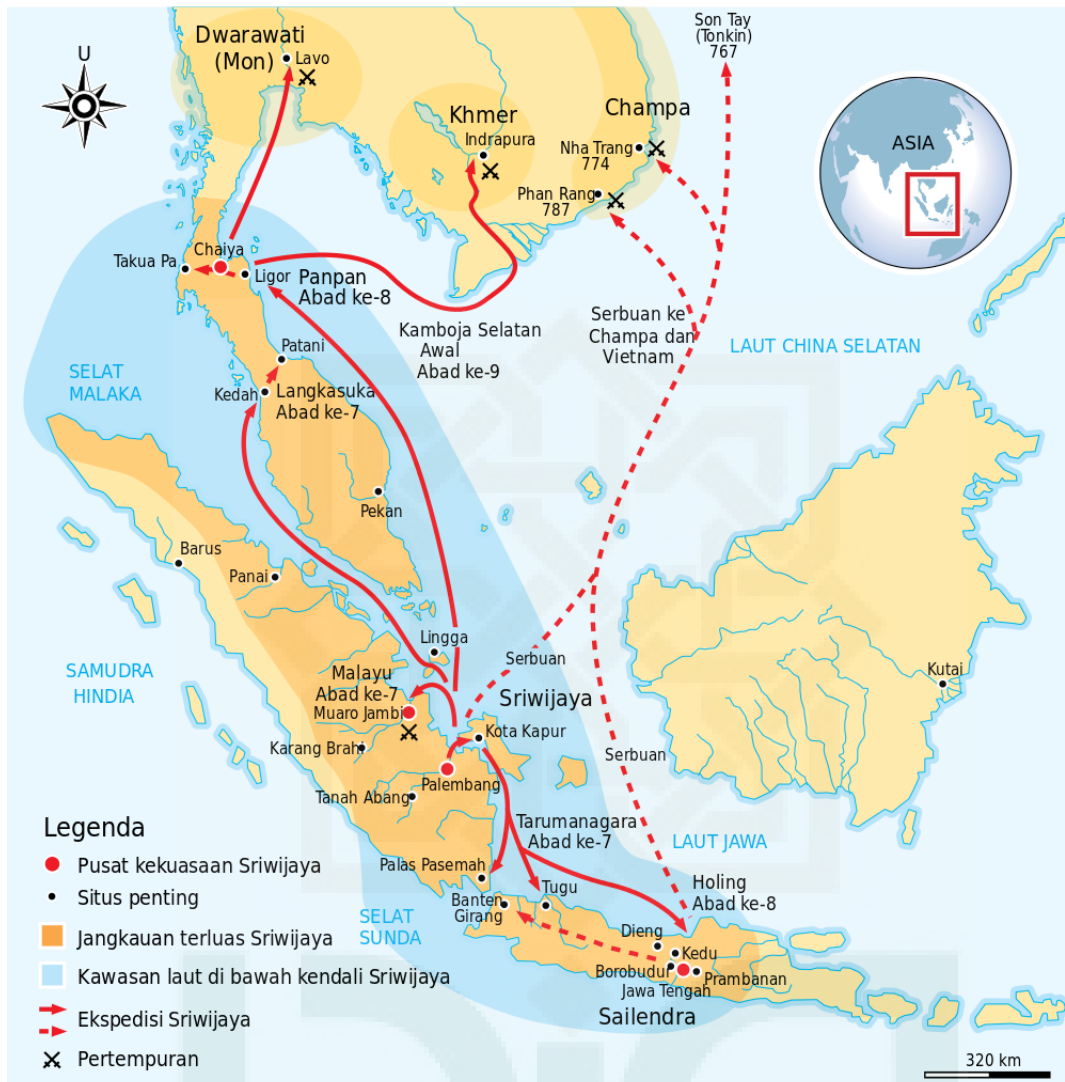 U
Dwarawati
(Mon)
Lavo
Khmer
Indrapura
Champa
Nha Trang
774
Phan Rang
787
Son Tay
(Tonkin)
767
ASIA
Chaiya
Takua Pa
Ligor
Panpan
Abad ke-8
Kamboja Selatan
Awal
Abad ke-9
Serbuan ke
Champa dan
Vietnam
LAUT CHINA SELATAN
SELAT
MALAKA
Patani
Kedah
Langkasuka
Abad ke-7
Pekan
Barus
Panai
Lingga
Serbuan
SAMUDRA
HINDIA
Malayu
Abad ke-7
Muaro Jambi
Sriwijaya
Kota Kapur
Kutai
Karang Brahi
Palembang
Tanah Abang
Serbuan
Tarumanagara
Abad ke-7
LAUT JAWA
Palas Pasemah
Tugu
Banten
Girang
Holing
Abad ke-8
SELAT
SUNDA
Dieng
Kedu
Borobudur
Prambanan
Jawa Tengah
Sailendra
Legenda
Pusat kekuasaan Sriwijaya
Situs penting
Jangkauan terluas Sriwijaya
Kawasan laut di bawah kendali Sriwijaya
Ekspedisi Sriwijaya
Pertempuran
320 km